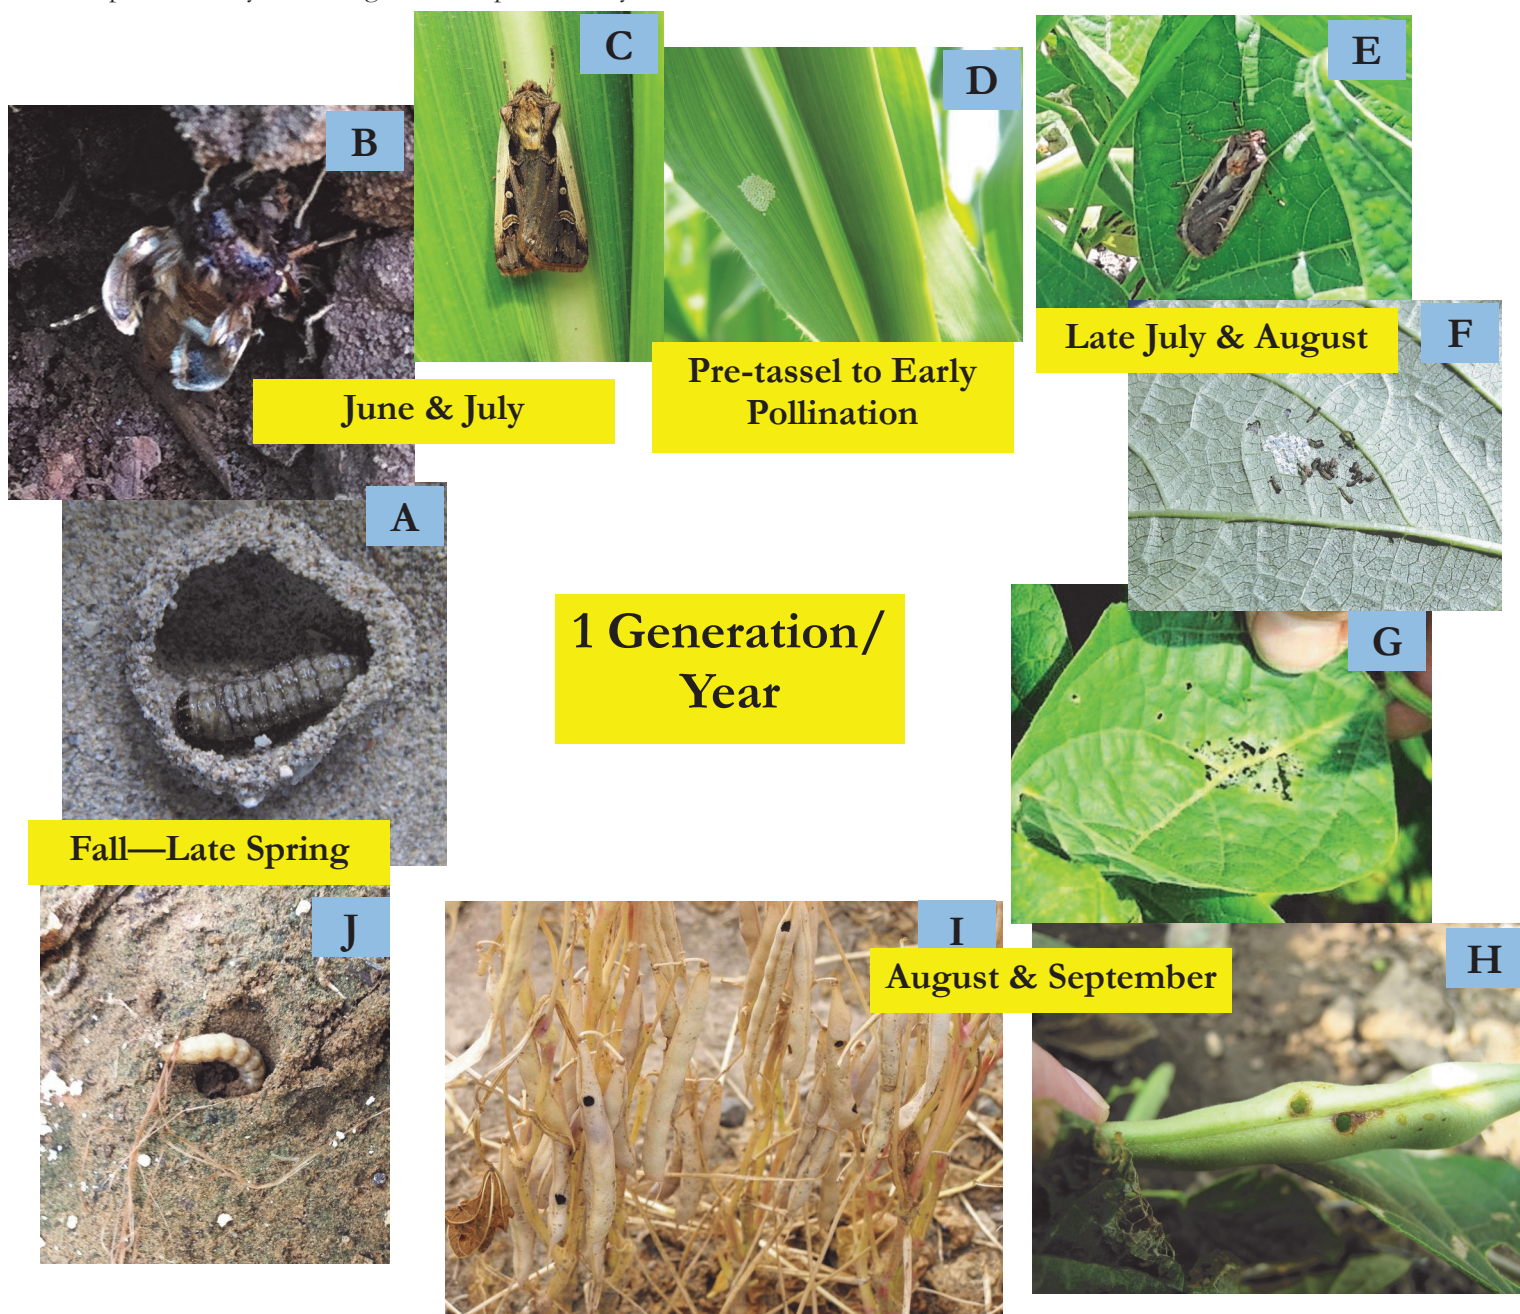 C
E
D
B
Late July & August
F
Pre-tassel to Early
Pollination
June & July
A
1 Generation/
Year
G
Fall—Late Spring
J
I
August & September
H